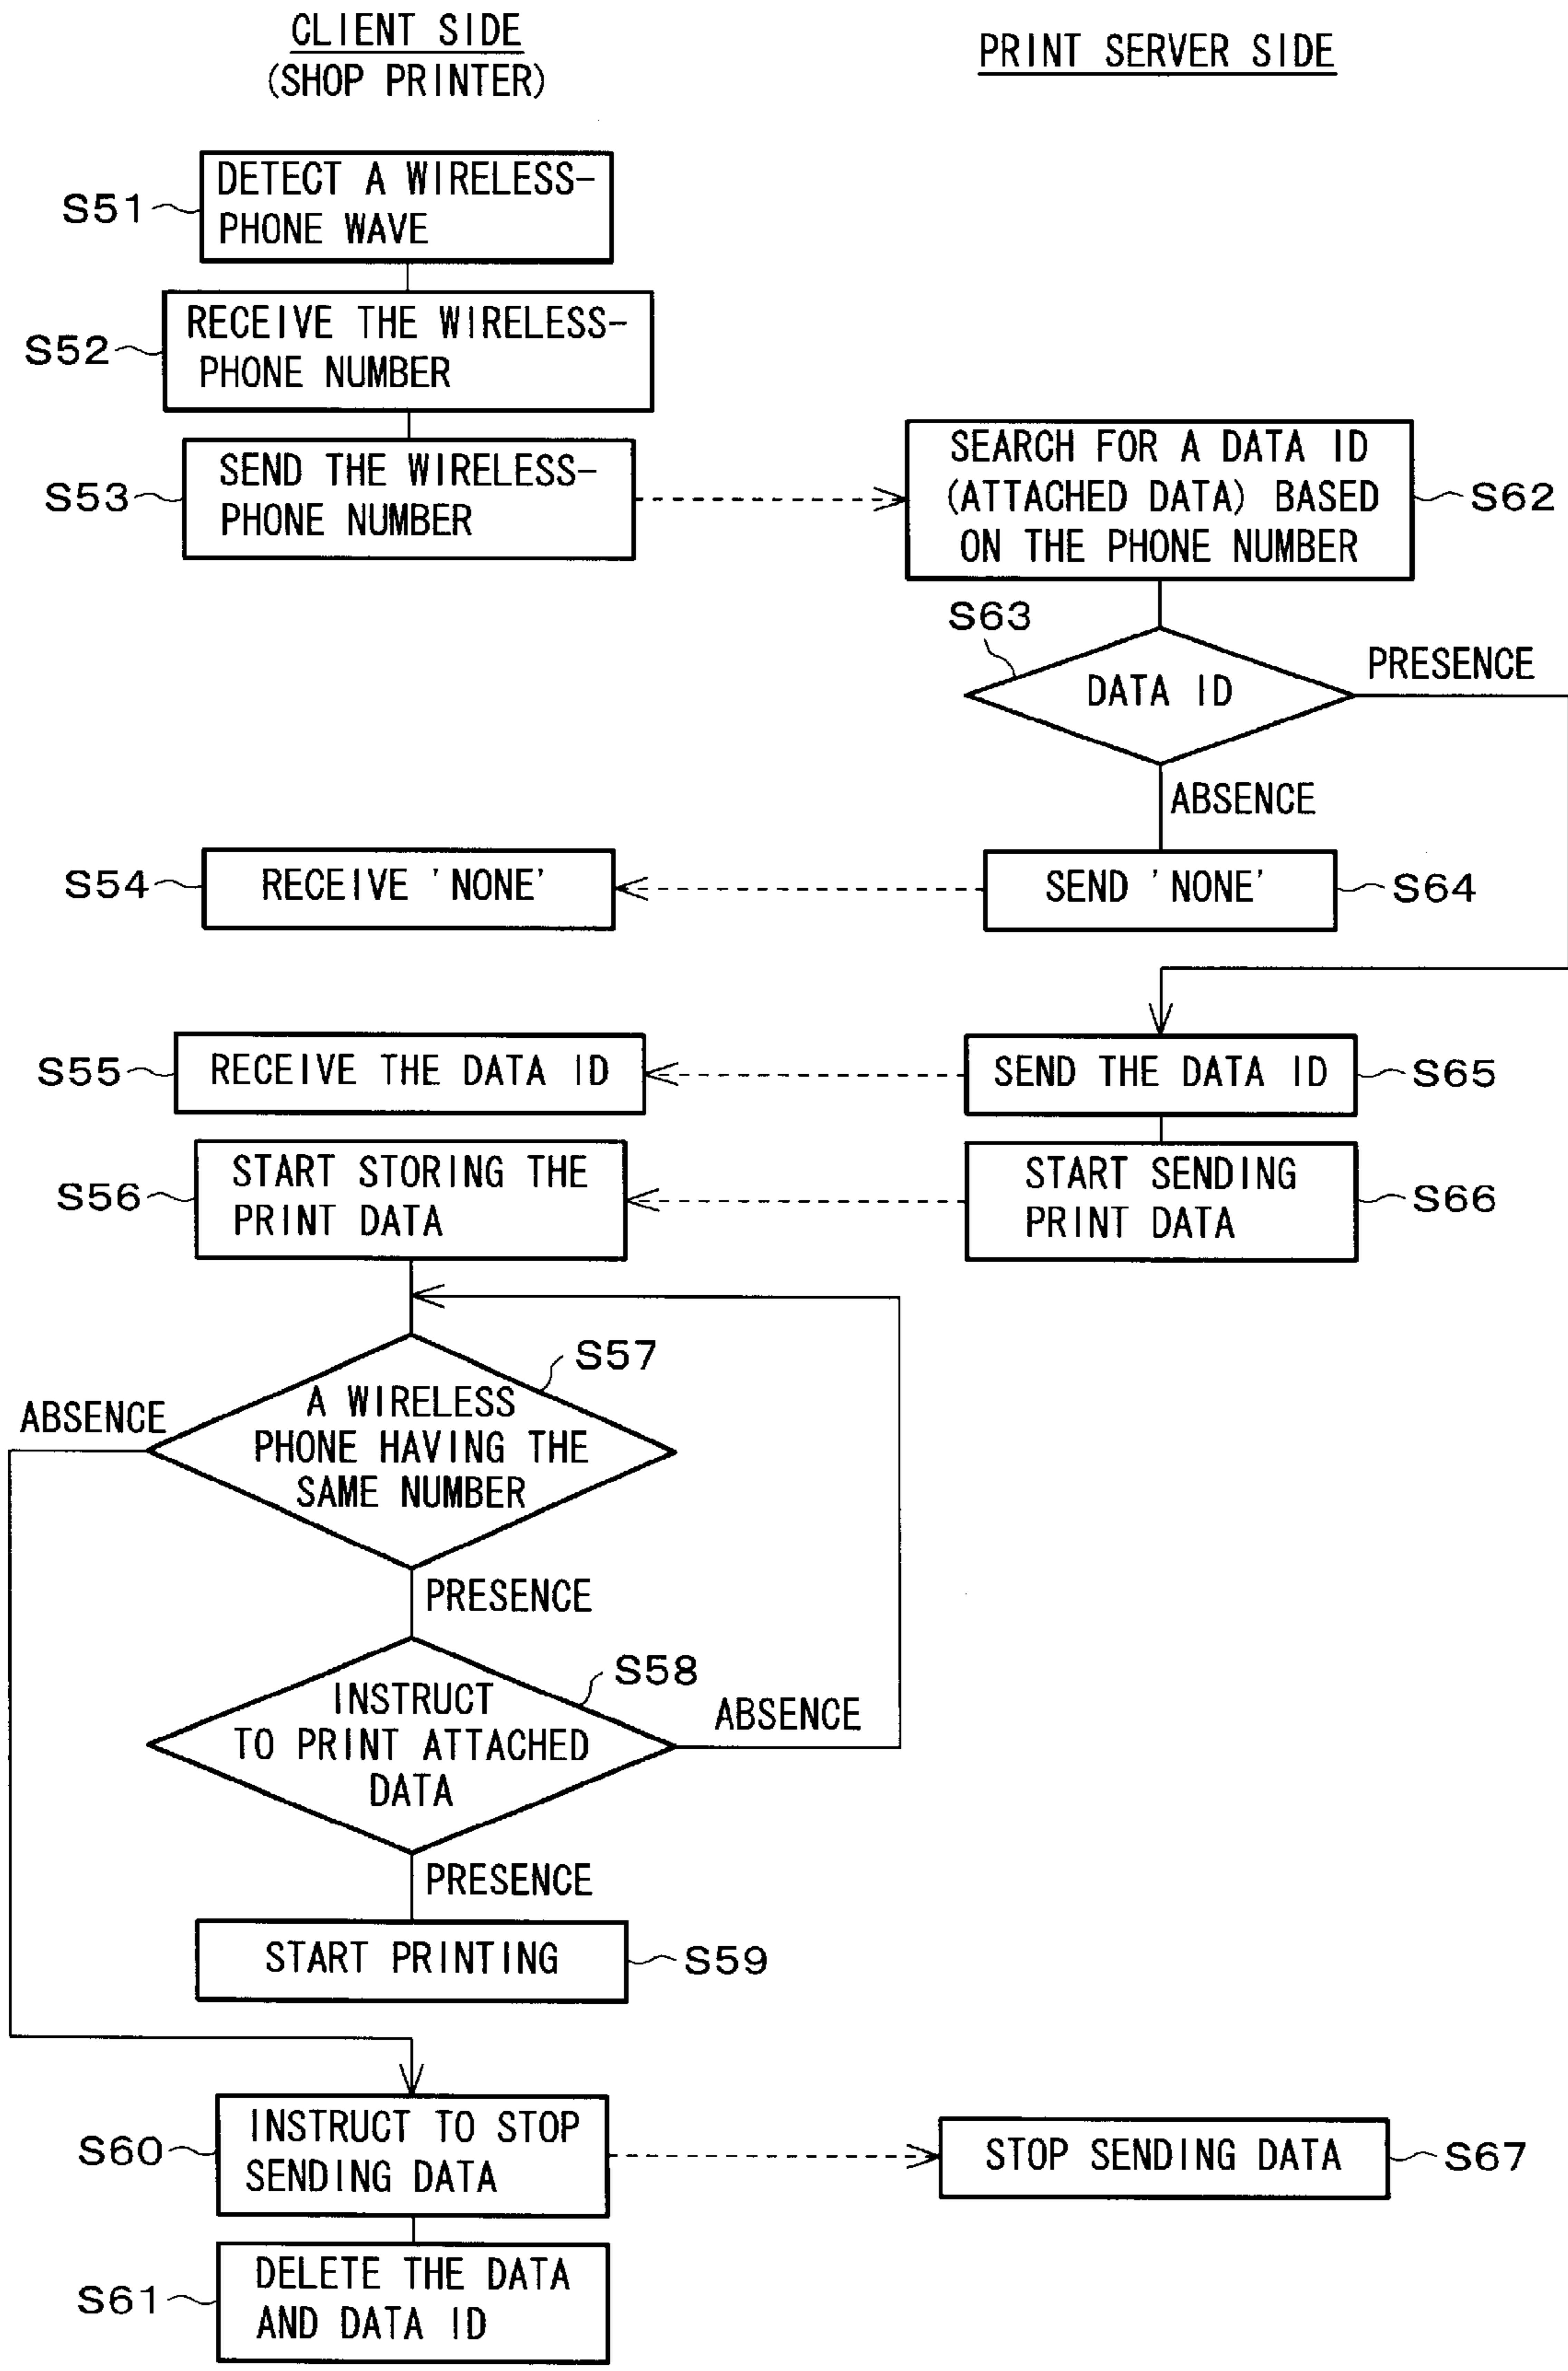 CLIENT SIDE
(SHOP PRINTER)
PRINT SERVER SIDE
S51
DETECT A WIRELESS-
PHONE WAVE
S52
RECEIVE THE WIRELESS-
PHONE NUMBER
S53
SEND THE WIRELESS-
PHONE NUMBER
SEARCH FOR A DATA ID
(ATTACHED DATA) BASED
ON THE PHONE NUMBER
S62
S63
DATA ID
PRESENCE
ABSENCE
S54
RECEIVE 'NONE'
SEND 'NONE'
S64
S55
RECEIVE THE DATA ID
SEND THE DATA ID
S65
S56
START STORING THE
PRINT DATA
START SENDING
PRINT DATA
S66
S57
ABSENCE
A WIRELESS
PHONE HAVING THE
SAME NUMBER
PRESENCE
S58
INSTRUCT
TO PRINT ATTACHED
DATA
ABSENCE
PRESENCE
START PRINTING
S59
S60
INSTRUCT TO STOP
SENDING DATA
STOP SENDING DATA
S67
S61
DELETE THE DATA
AND DATA ID